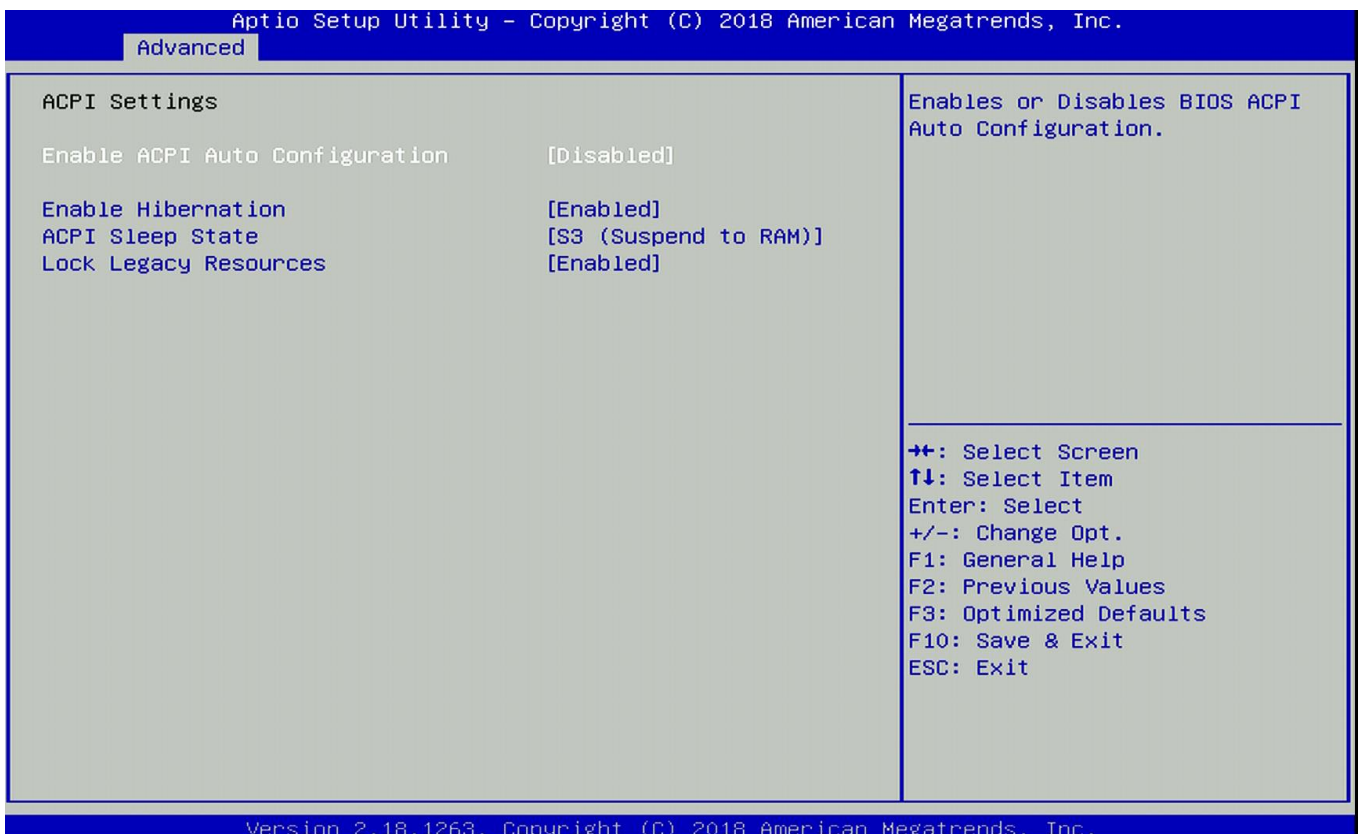 Aptio Setup Utility – Copyright (C) 2018 American Megatrends, Inc.
Advanced
ACPI Settings
Enable ACPI Auto Configuration [Disabled]
Enable Hibernation [Enabled]
ACPI Sleep State [S3 (Suspend to RAM)]
Lock Legacy Resources [Enabled]
Enables or Disables BIOS ACPI
Auto Configuration.
→←: Select Screen
↑↓: Select Item
Enter: Select
+/-: Change Opt.
F1: General Help
F2: Previous Values
F3: Optimized Defaults
F10: Save & Exit
ESC: Exit
Version 2.18.1263. Copyright (C) 2018 American Megatrends, Inc.